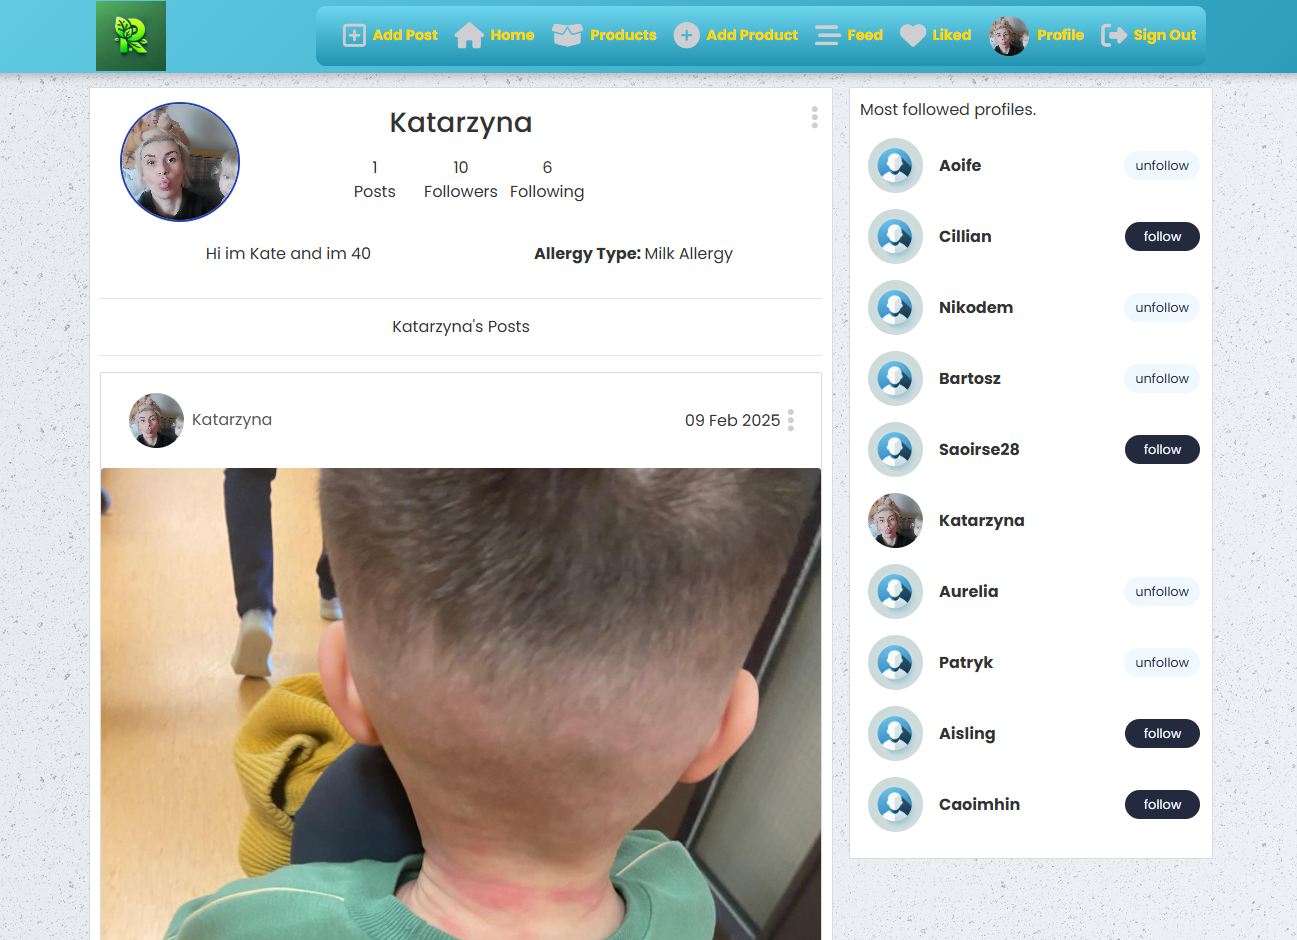 Add Post Home Products Add Product Feed Liked Profile Sign Out
Katarzyna
1 10 6
Posts Followers Following
Hi im Kate and im 40 Allergy Type: Milk Allergy
Katarzyna's Posts
Katarzyna 09 Feb 2025
Most followed profiles.
Aoife unfollow
Cillian follow
Nikodem unfollow
Bartosz unfollow
Saoirse28 follow
Katarzyna
Aurelia unfollow
Patryk unfollow
Aisling follow
Caoimhin follow